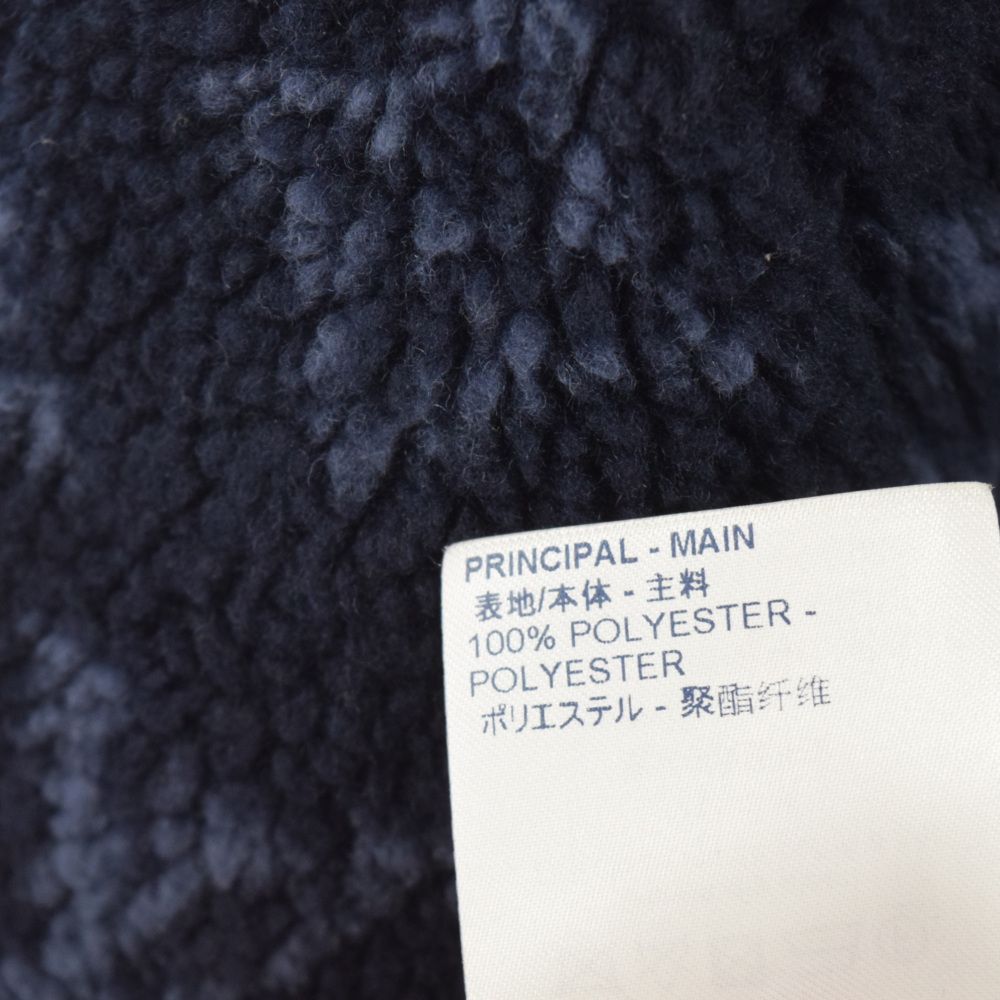 PRINCIPAL - MAIN
表地/本体 - 主料
100% POLYESTER -
POLYESTER
ポリエステル - 聚酯纤维